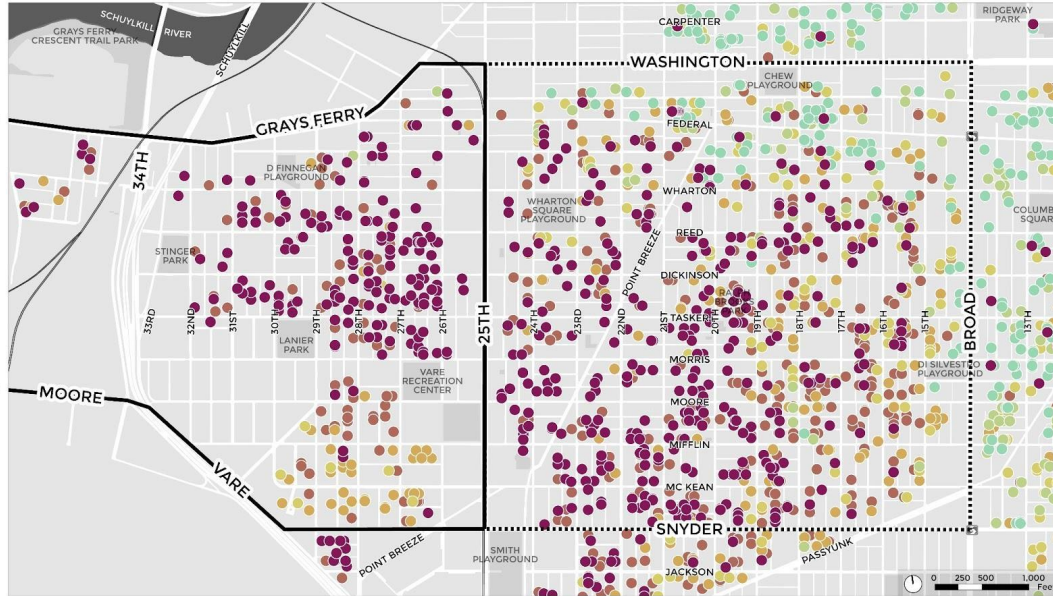 CARPENTER
RIDGEWAY
PARK
SCHUYLKILL
RIVER
GRAYS FERRY
CRESCENT TRAIL PARK
SCHUYLKILL
WASHINGTON
CHEW
PLAYGROUND
GRAYS FERRY
FEDERAL
34TH
D FINNEGAN
PLAYGROUND
WHARTON
WHARTON
SQUARE
PLAYGROUND
COLUMB
SQUAR
REED
STINGER
PARK
POINT BREEZE
DICKINSON
33RD
32ND
31ST
30TH
29TH
28TH
27TH
26TH
25TH
24TH
23RD
22ND
21ST
TASKER
20TH
19TH
18TH
17TH
16TH
15TH
BROAD
13TH
LANIER
PARK
MORRIS
VARE
RECREATION
CENTER
DI SILVESTRO
PLAYGROUND
MOORE
MOORE
MIFFLIN
VARE
MC KEAN
SNYDER
POINT BREEZE
SMITH
PLAYGROUND
PASSYUNK
JACKSON
0 250 500 1,000
Fee